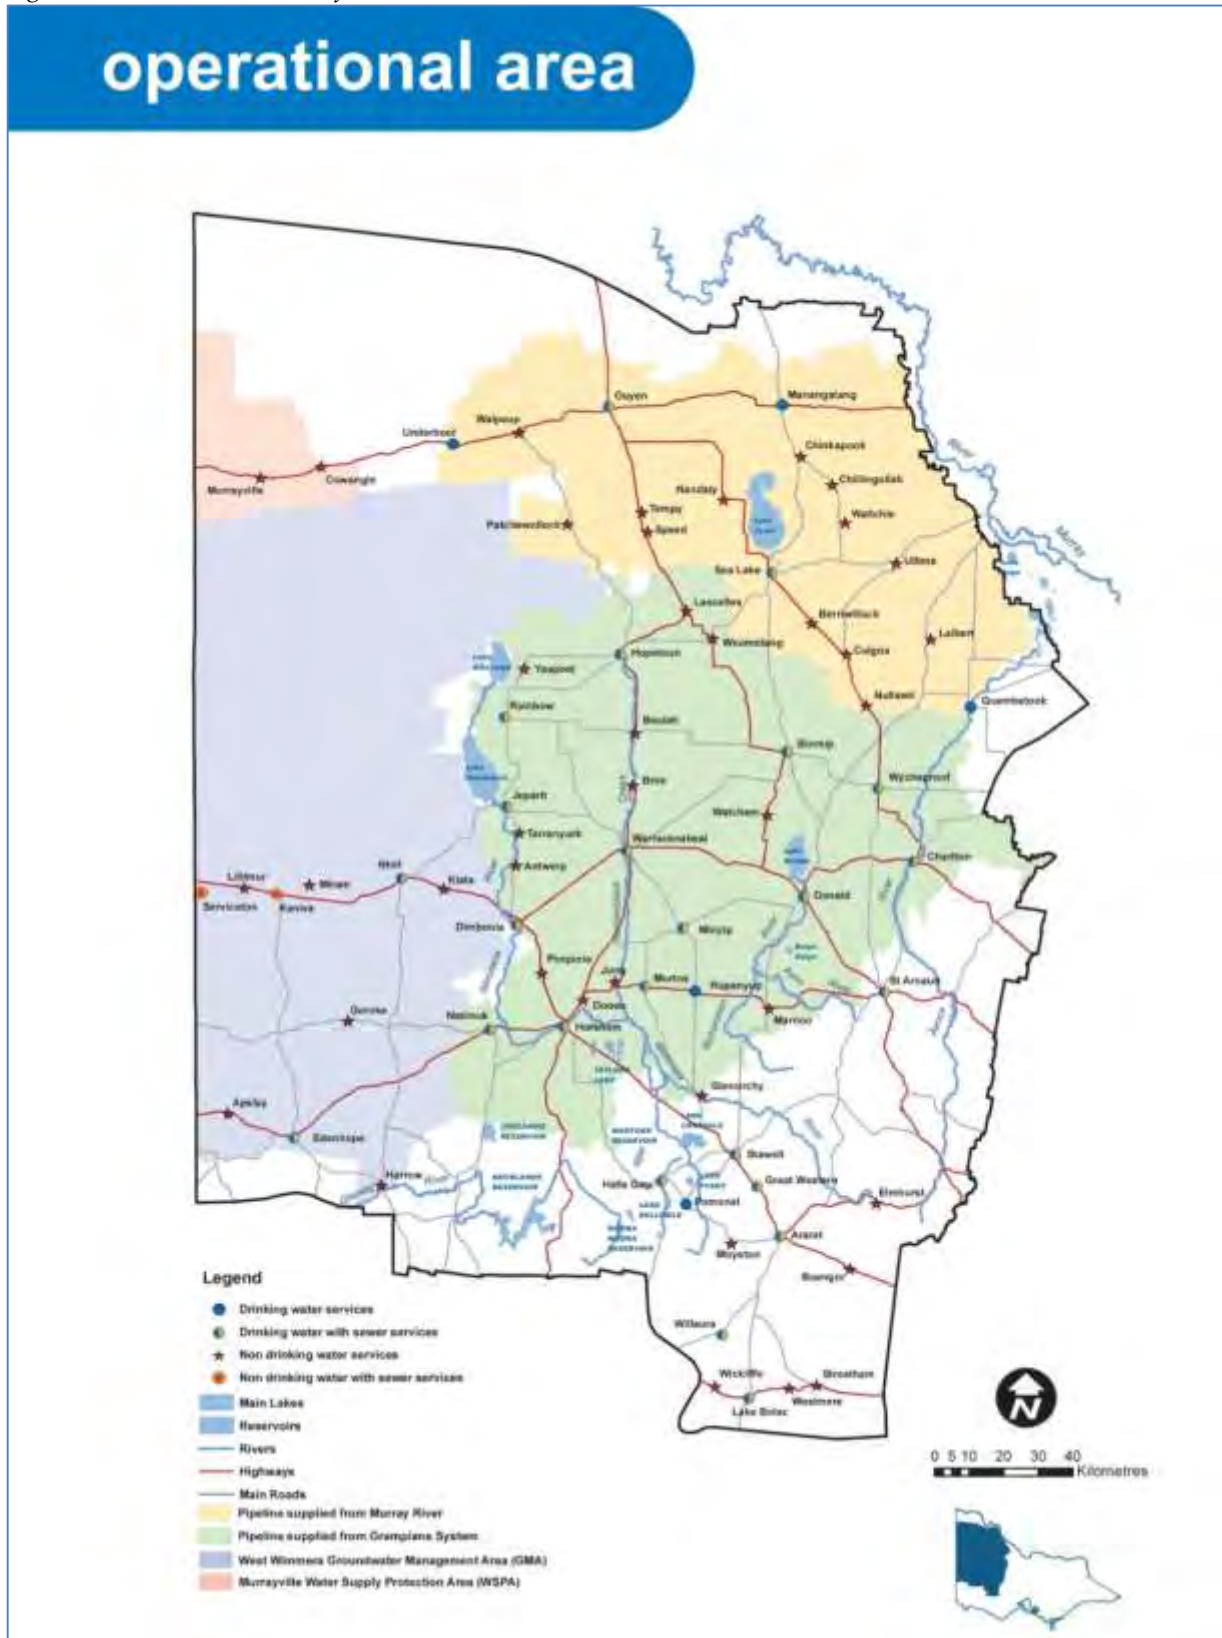 operational area
Ouyen
Manangatang
Walpeup
Underbool
Chinkapook
Cowangie
Murrayville
Chillingollah
Nandaly
Tempy
Waitchie
Patchewollock
Speed
Ultima
Sea Lake
Lascelles
Berriwillock
Woomelang
Lalbert
Hopetoun
Culgoa
Yaapeet
Nullawil
Quambatook
Rainbow
Beulah
Birchip
Wycheproof
Brim
Jeparit
Watchem
Tarranyurk
Warracknabeal
Charlton
Nhill
Antwerp
Lillimur
Miram
Kiata
Donald
Serviceton
Kaniva
Dimboola
Minyip
Pimpinio
Jung
Murtoa
Rupanyup
St Arnaud
Dooen
Goroke
Natimuk
Horsham
Marnoo
Glenorchy
Apsley
Edenhope
Stawell
Harrow
River
Halls Gap
Great Western
Pomonal
Elmhurst
Ararat
Moyston
Buangor
Willaura
Wickliffe
Streatham
Westmere
Lake Bolac
River
Murray
Legend
Drinking water services
Drinking water with sewer services
Non drinking water services
Non drinking water with sewer services
Main Lakes
Reservoirs
Rivers
Highways
Main Roads
Pipeline supplied from Murray River
Pipeline supplied from Grampians System
West Wimmera Groundwater Management Area (GMA)
Murrayville Water Supply Protection Area (WSPA)
N
0 5 10 20 30 40
Kilometres